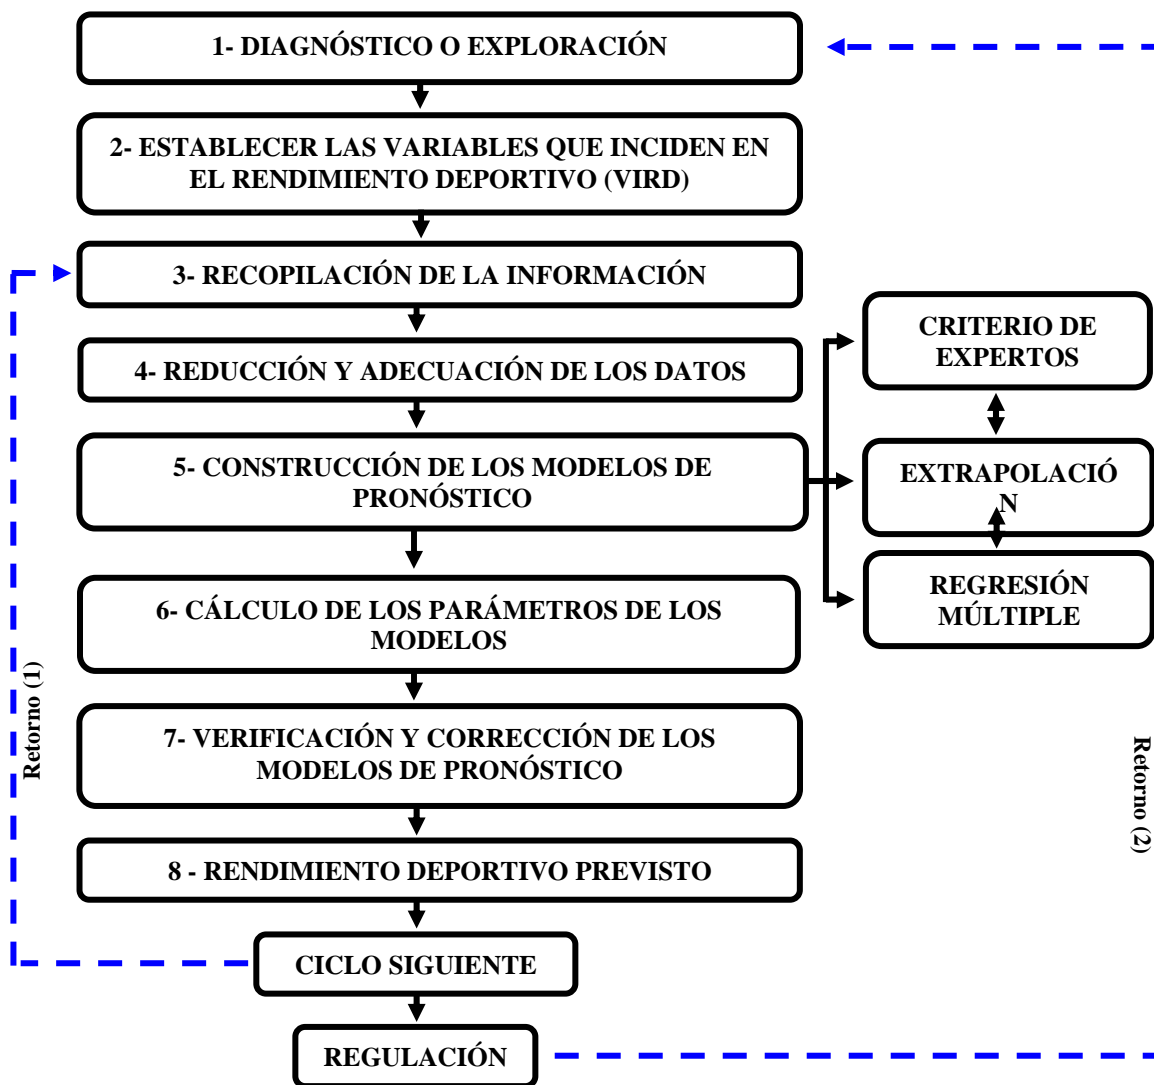 1- DIAGNÓSTICO O EXPLORACIÓN
2- ESTABLECER LAS VARIABLES QUE INCIDEN EN
EL RENDIMIENTO DEPORTIVO (VIRD)
3- RECOPILACIÓN DE LA INFORMACIÓN
4- REDUCCIÓN Y ADECUACIÓN DE LOS DATOS
5- CONSTRUCCIÓN DE LOS MODELOS DE
PRONÓSTICO
CRITERIO DE
EXPERTOS
EXTRAPOLACIÓ
N
REGRESIÓN
MÚLTIPLE
6- CÁLCULO DE LOS PARÁMETROS DE LOS
MODELOS
7- VERIFICACIÓN Y CORRECCIÓN DE LOS
MODELOS DE PRONÓSTICO
8 - RENDIMIENTO DEPORTIVO PREVISTO
CICLO SIGUIENTE
REGULACIÓN
Retorno (1)
Retorno (2)